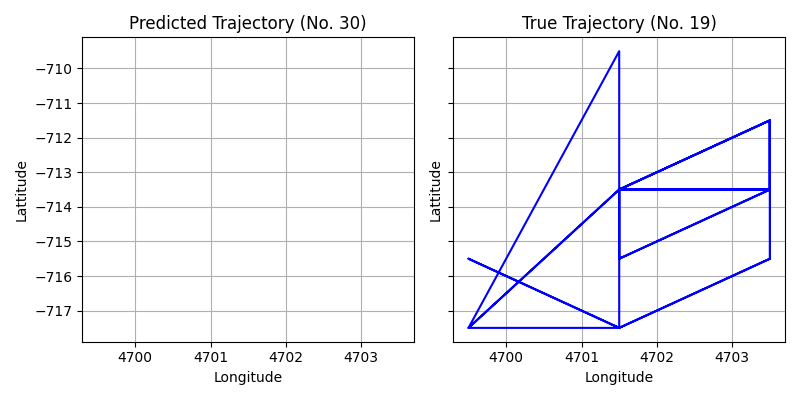 Predicted Trajectory (No. 30)
−710
−711
−712
−713
−714
−715
−716
−717
Lattitude
4700 4701 4702 4703
Longitude
True Trajectory (No. 19)
Lattitude
4700 4701 4702 4703
Longitude